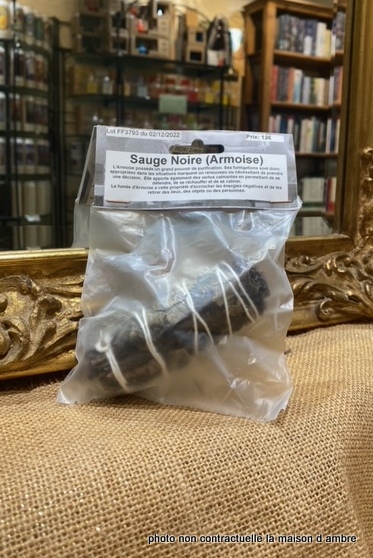 Lot FF3793 du 02/12/2022 Prix: 13€
Sauge Noire (Armoise)
L'Armoise possède un grand pouvoir de purification. Ses fumigations sont donc
appropriées dans les situations marquant un renouveau ou nécessitant de prendre
une décision. Elle apporte également des vertus calmantes en permettant de se
détendre, de se réchauffer et de se calmer.
La fumée d'Armoise a cette propriété d'accrocher les énergies négatives et de les
retirer des lieux, des objets ou des personnes.
photo non contractuelle la maison d ambre